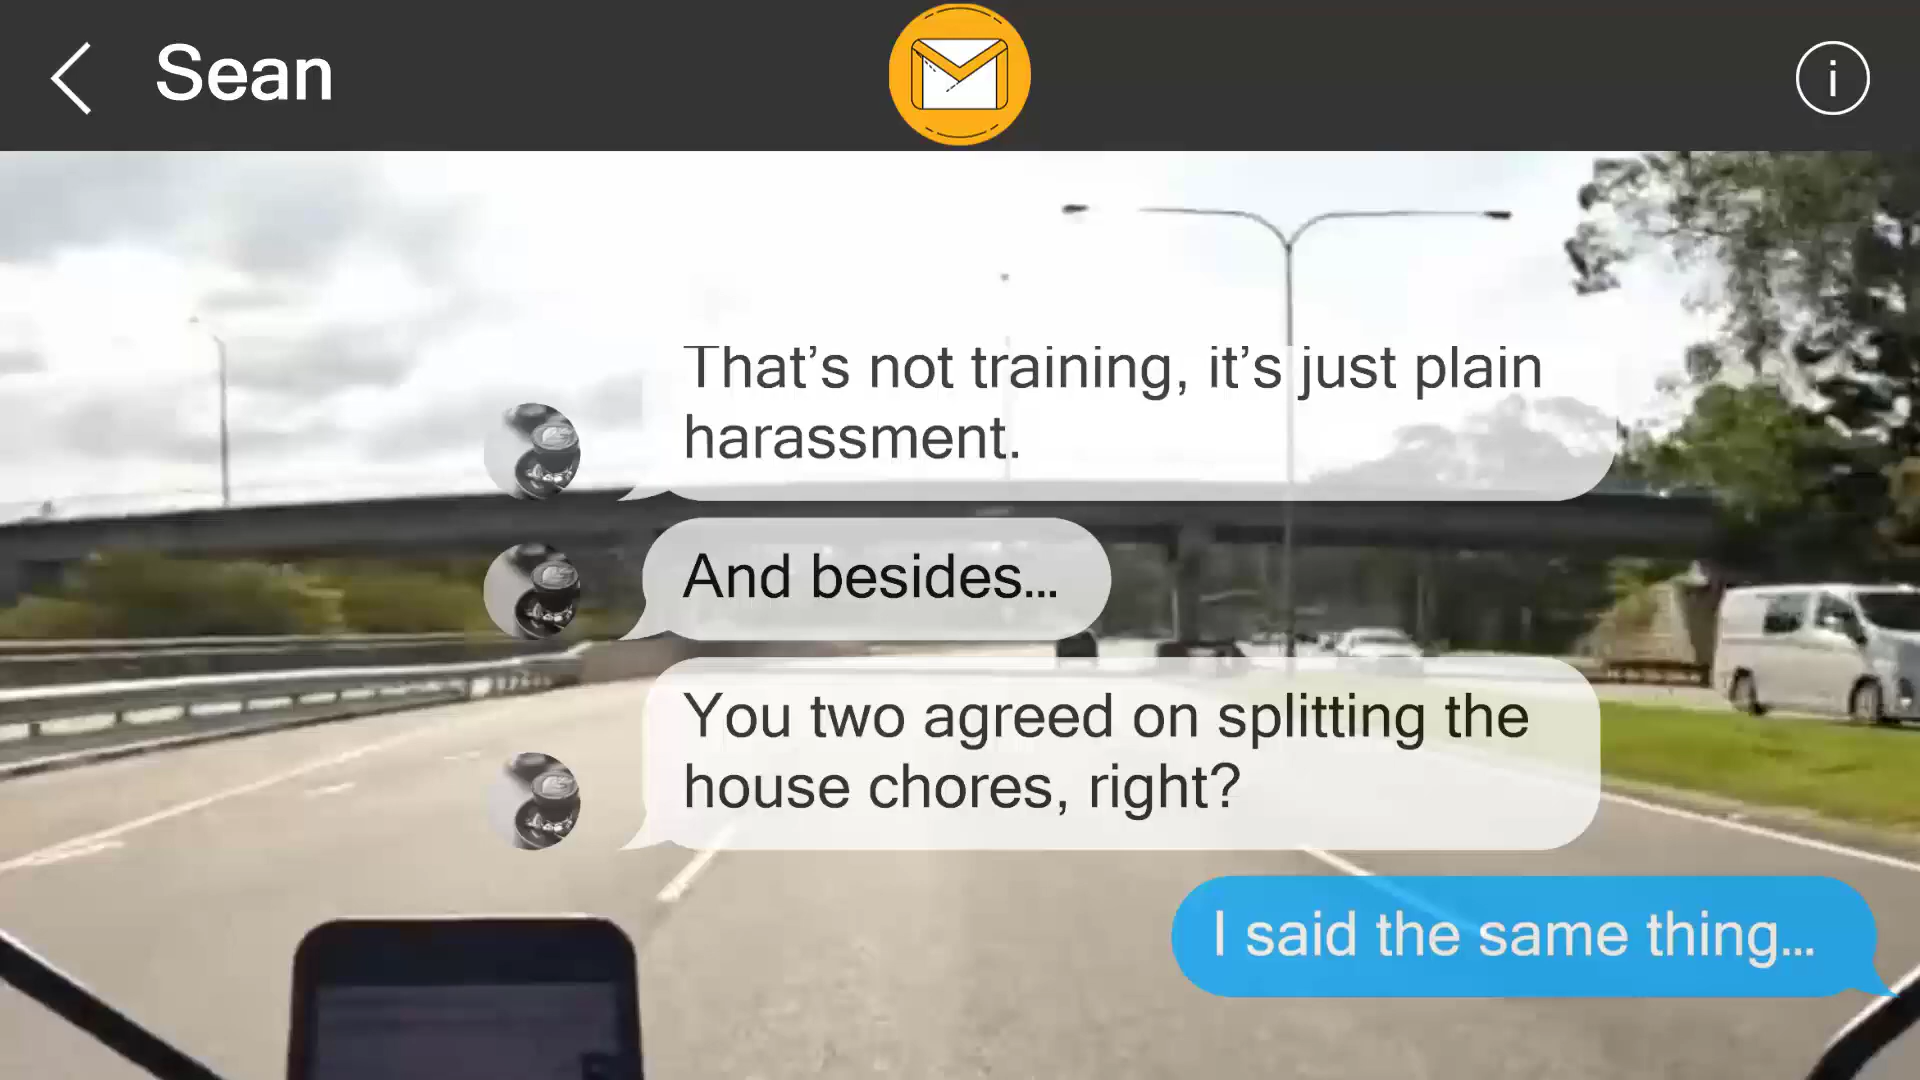 Sean
i
That’s not training, it’s just plain
harassment.
And besides...
You two agreed on splitting the
house chores, right?
I said the same thing...